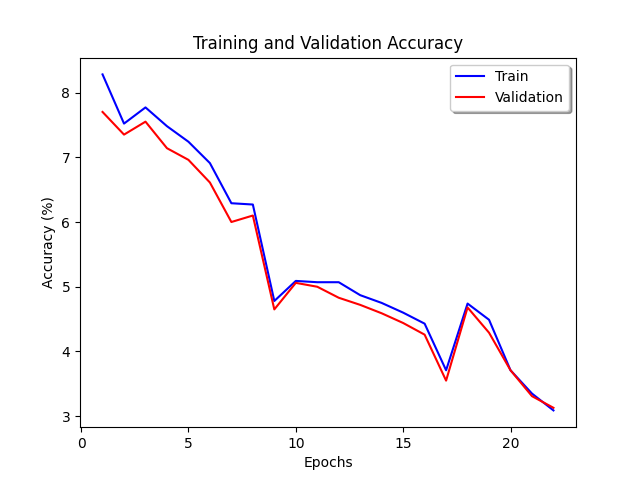 Training and Validation Accuracy
Train
Validation
Accuracy (%)
8
7
6
5
4
3
0 5 10 15 20
Epochs